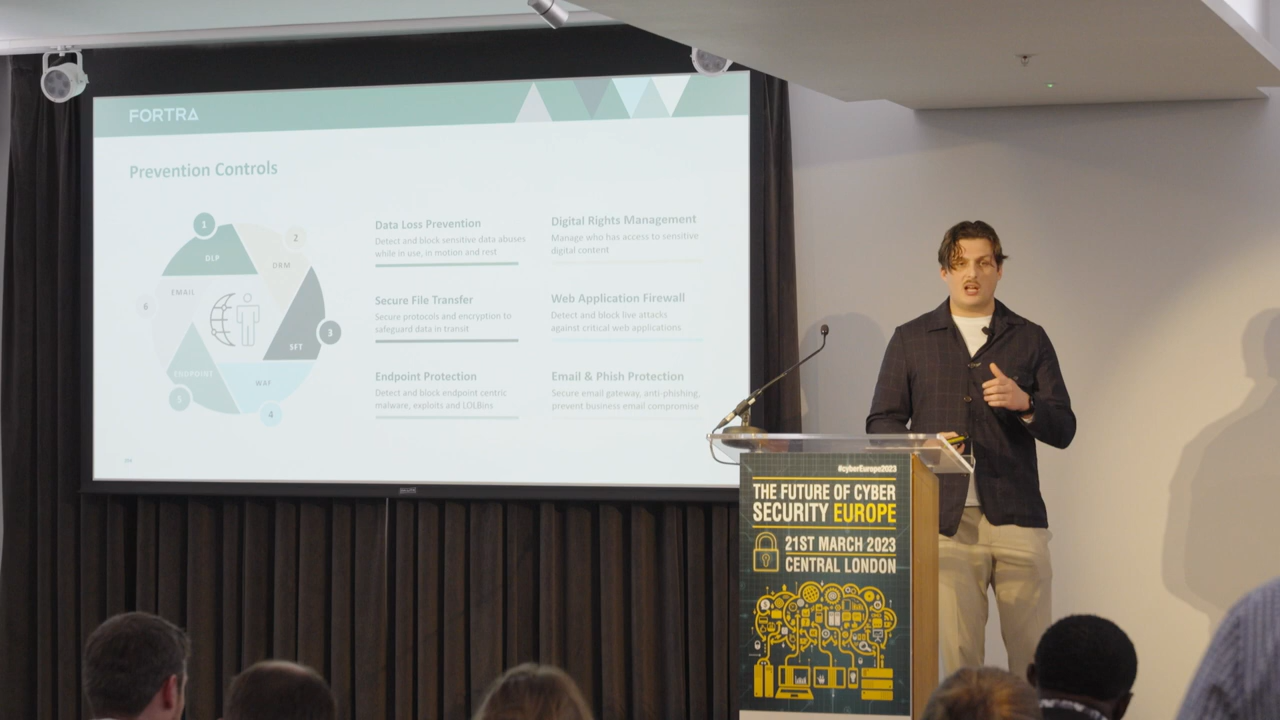 FORTRA
Prevention Controls
1
2
3
4
5
6
DLP
DRM
SFT
WAF
ENDPOINT
EMAIL
Data Loss Prevention
Detect and block sensitive data abuses
while in use, in motion and rest
Digital Rights Management
Manage who has access to sensitive
digital content
Secure File Transfer
Secure protocols and encryption to
safeguard data in transit
Web Application Firewall
Detect and block live attacks
against critical web applications
Endpoint Protection
Detect and block endpoint centric
malware, exploits and LOLBins
Email & Phish Protection
Secure email gateway, anti-phishing,
prevent business email compromise
#cyberEurope2023
THE FUTURE OF CYBER
SECURITY EUROPE
21ST MARCH 2023
CENTRAL LONDON